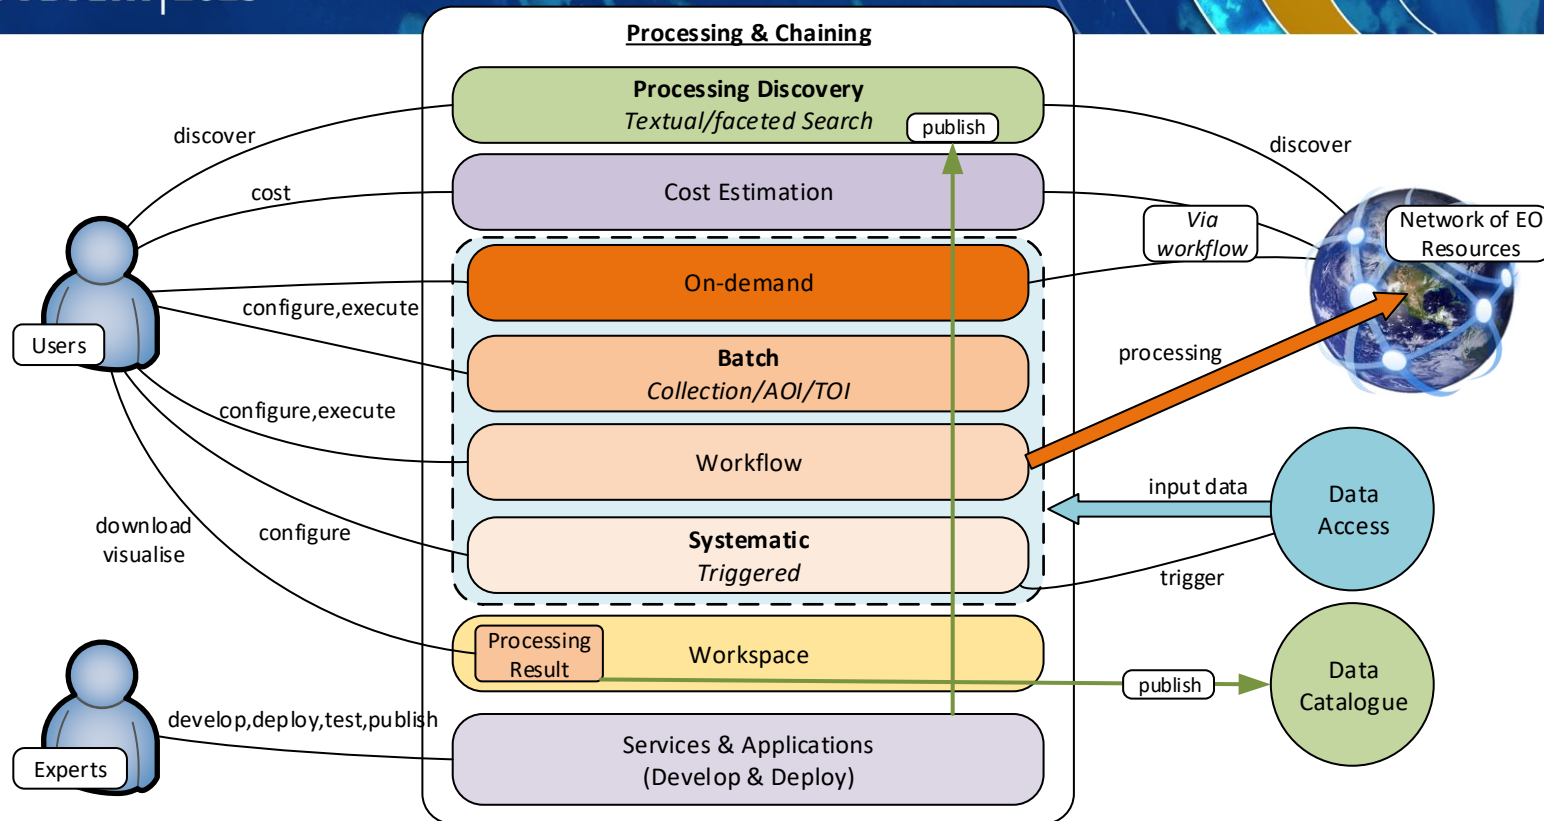 2023
Processing & Chaining
Processing Discovery
Textual/faceted Search
publish
discover
discover
cost
Cost Estimation
Via
workflow
Network of EO
Resources
On-demand
configure,execute
Users
Batch
Collection/AOI/TOI
processing
configure,execute
Workflow
input data
Data
Access
download
visualise
configure
Systematic
Triggered
trigger
Processing
Result
Workspace
publish
Data
Catalogue
develop,deploy,test,publish
Services & Applications
(Develop & Deploy)
Experts